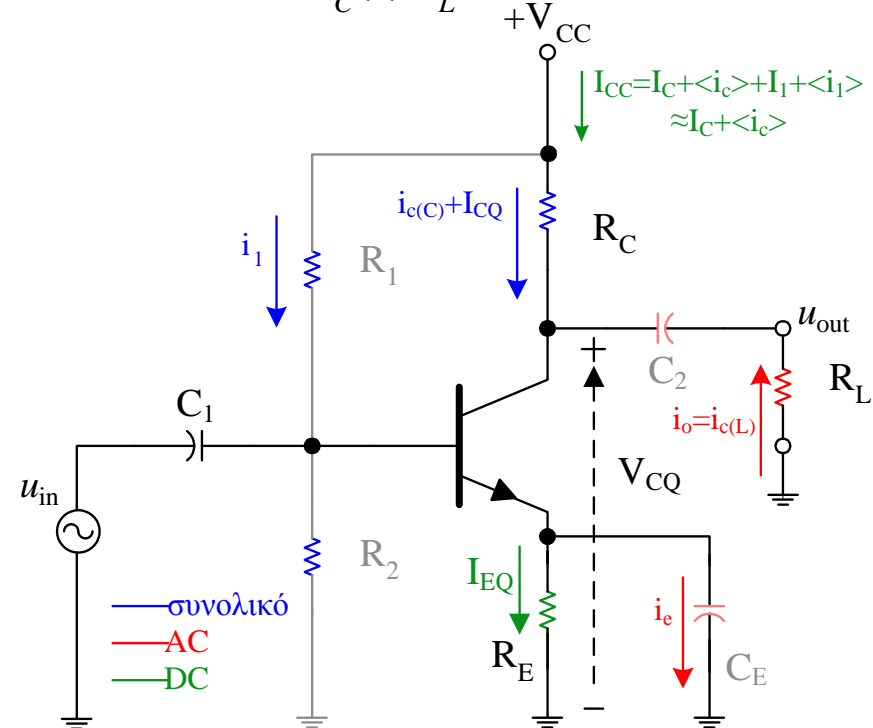 +V_CC
I_CC=I_C+<i_c>+I_1+<i_1>
≈I_C+<i_c>
i_c(C)+I_CQ
R_C
i_1
R_1
u_out
C_2
R_L
C_1
i_o=i_c(L)
V_CQ
u_in
R_2
I_EQ
συνολικό
i_e
AC
R_E
C_E
DC